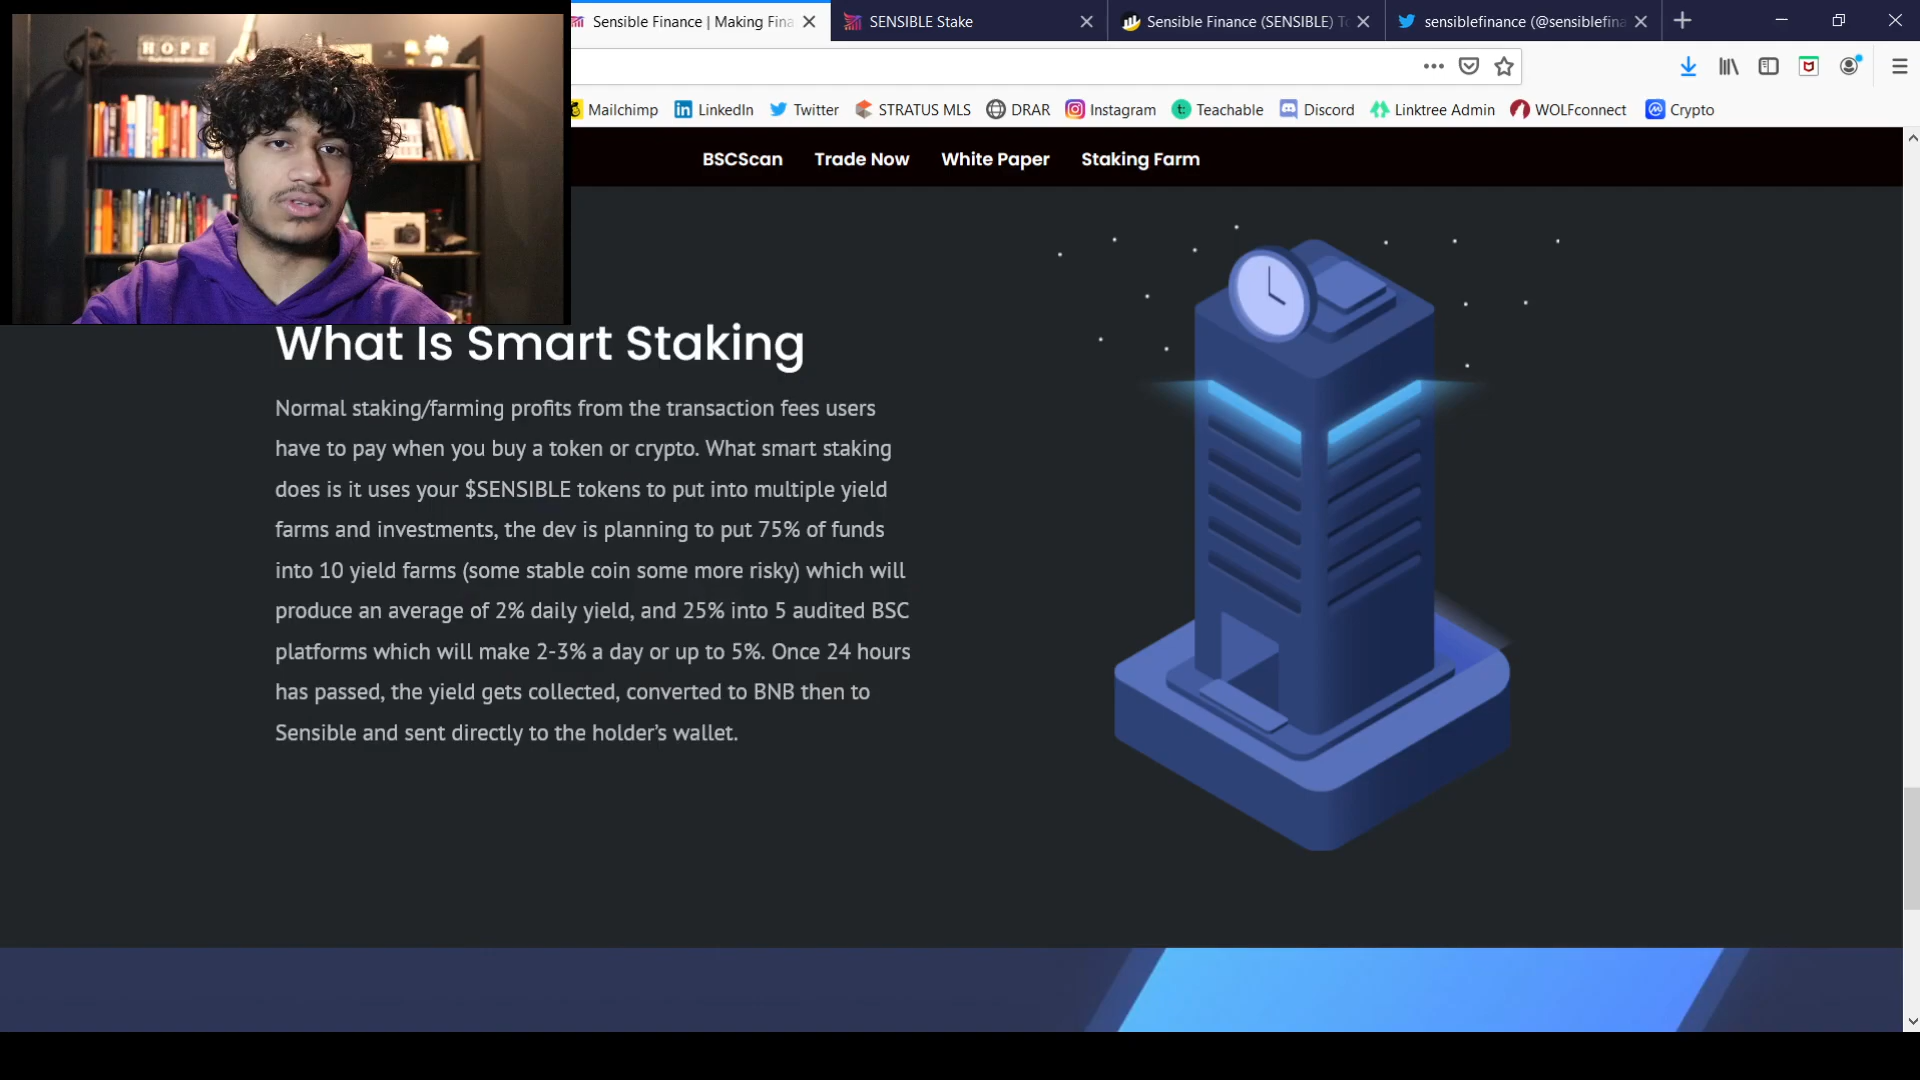 HOPE
Sensible Finance | Making Fina
SENSIBLE Stake
Sensible Finance (SENSIBLE) To
sensiblefinance (@sensiblefina
Mailchimp
LinkedIn
Twitter
STRATUS MLS
DRAR
Instagram
Teachable
Discord
Linktree Admin
WOLFconnect
Crypto
BSCScan
Trade Now
White Paper
Staking Farm
What Is Smart Staking
Normal staking/farming profits from the transaction fees users
have to pay when you buy a token or crypto. What smart staking
does is it uses your $SENSIBLE tokens to put into multiple yield
farms and investments, the dev is planning to put 75% of funds
into 10 yield farms (some stable coin some more risky) which will
produce an average of 2% daily yield, and 25% into 5 audited BSC
platforms which will make 2-3% a day or up to 5%. Once 24 hours
has passed, the yield gets collected, converted to BNB then to
Sensible and sent directly to the holder’s wallet.